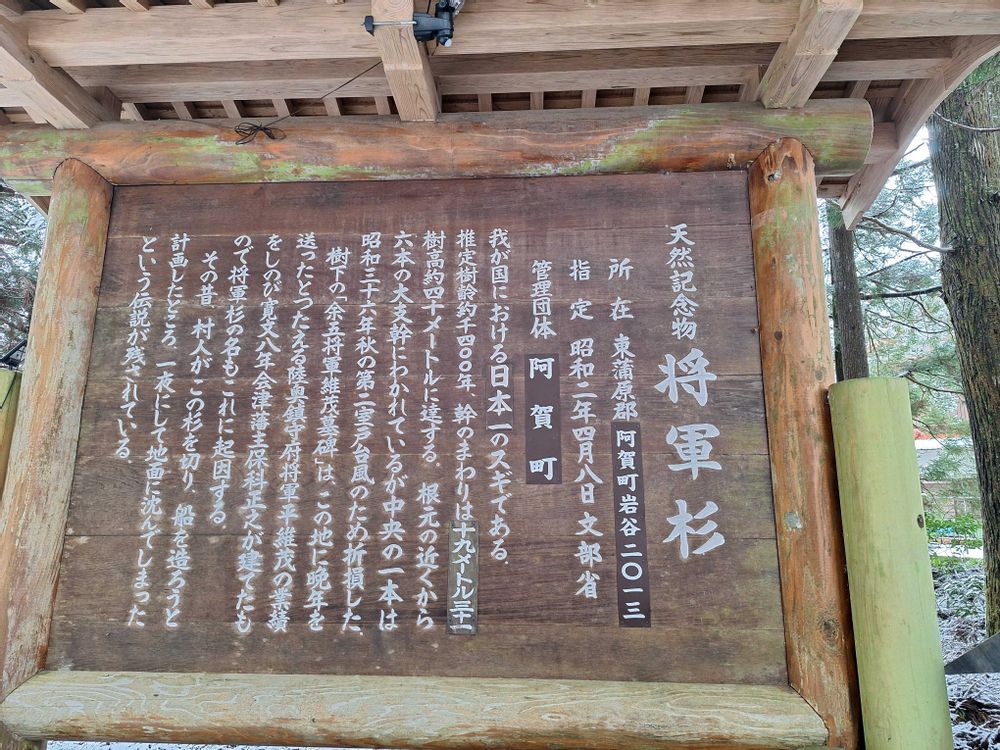 天然記念物 将軍杉
所在 東蒲原郡阿賀町岩谷二〇一三
指定 昭和二年四月八日文部省
管理団体 阿賀町
我が国における日本一のスギである。
推定樹齢約千四〇〇年、幹のまわりは十九メートル三一
樹高約四十メートルに達する。根元の近くから
六本の大支幹にわかれているが中央の一本は
昭和三十六年秋の第二室戸台風のため折損した。
樹下の「余五将軍維茂墓碑」は、この地に晩年を
送ったとつたえる陸奥鎮守府将軍平維茂の業績
をしのび寛文八年会津藩主保科正之が建てたも
ので将軍杉の名もこれに起因する。
その昔、村人がこの杉を切り、船を造ろうと
計画したところ、一夜にして地面に沈んでしまった
という伝説が残されている。